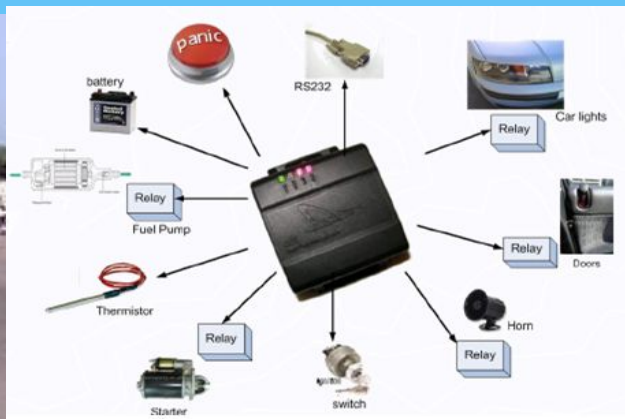 panic
battery
RS232
Car lights
Relay
Relay
Fuel Pump
Relay
Doors
Thermistor
Horn
Relay
Relay
switch
Starter